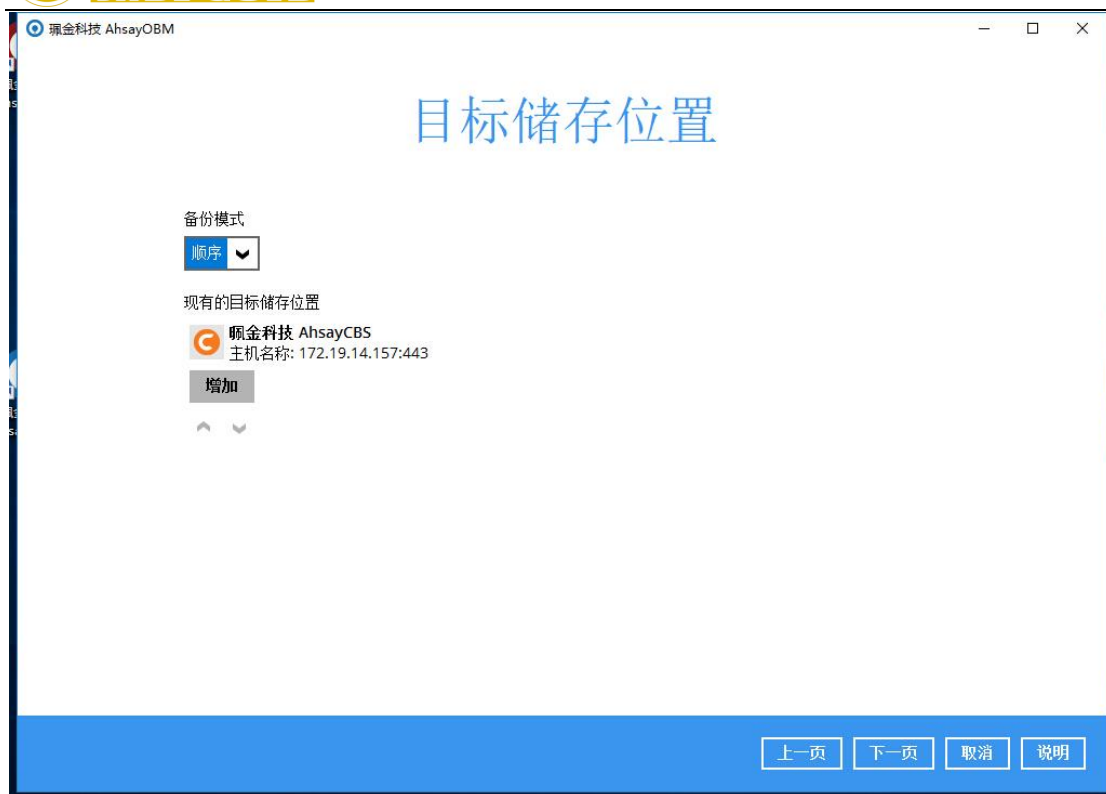 珮金科技 AhsayOBM
目标储存位置
备份模式
顺序
现有的目标储存位置
珮金科技 AhsayCBS
主机名称: 172.19.14.157:443
增加
上一页 下一页 取消 说明